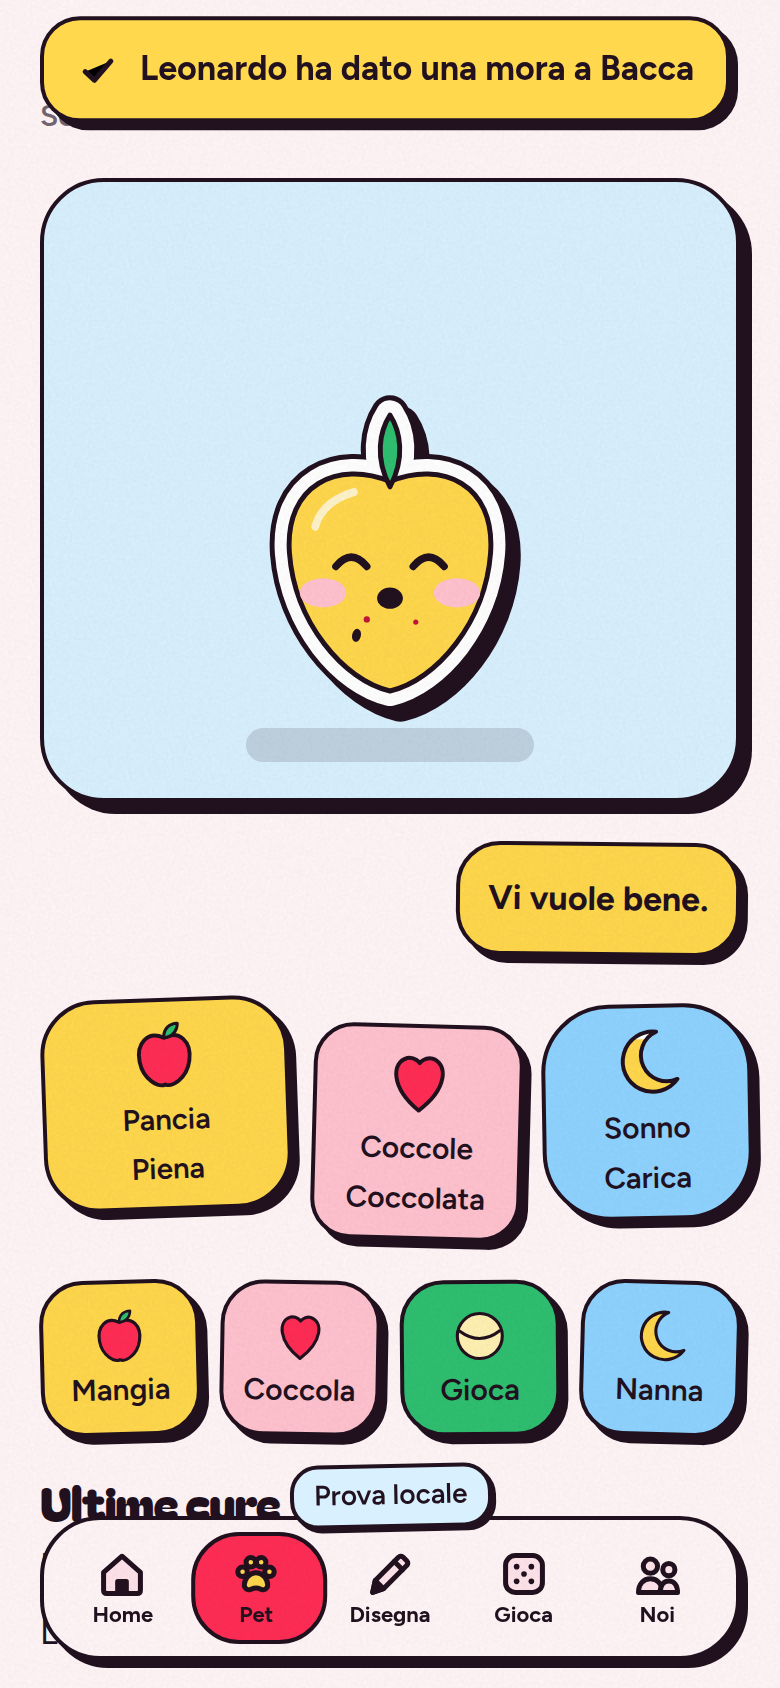 Leonardo ha dato una mora a Bacca
Vi vuole bene.
Pancia
Piena
Coccole
Coccolata
Sonno
Carica
Mangia
Coccola
Gioca
Nanna
Ultime cure
Prova locale
Home
Pet
Disegna
Gioca
Noi